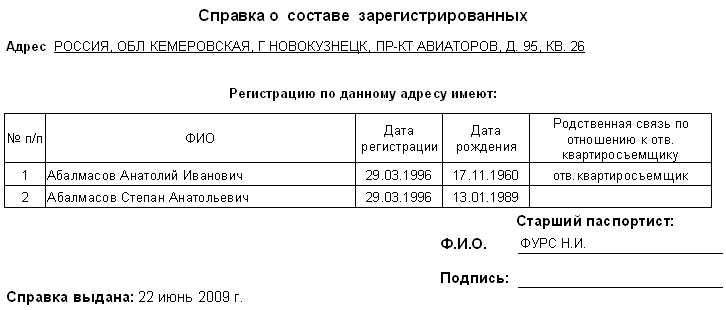 Справка о составе зарегистрированных
Адрес РОССИЯ, ОБЛ КЕМЕРОВСКАЯ, Г НОВОКУЗНЕЦК, ПР-КТ АВИАТОРОВ, Д. 95, КВ. 26
Регистрацию по данному адресу имеют:
№ п/п ФИО Дата регистрации Дата рождения Родственная связь по отношению к отв. квартиросъемщику
1 Абалмасов Анатолий Иванович 29.03.1996 17.11.1960 отв.квартиросъемщик
2 Абалмасов Степан Анатольевич 29.03.1996 13.01.1989
Старший паспортист:
Ф.И.О. ФУРС Н.И.
Подпись:
Справка выдана: 22 июнь 2009 г.